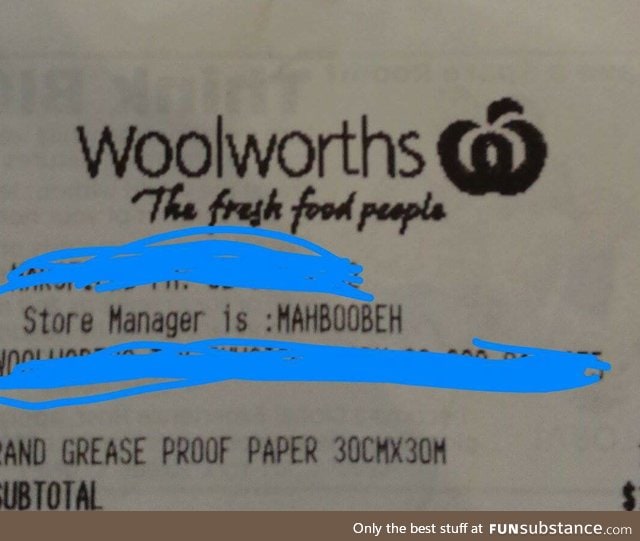 Woolworths
The fresh food people
Store Manager is :MAHBOOBEH
RAND GREASE PROOF PAPER 30CMX30M
SUBTOTAL $
Only the best stuff at FUNsubstance.com